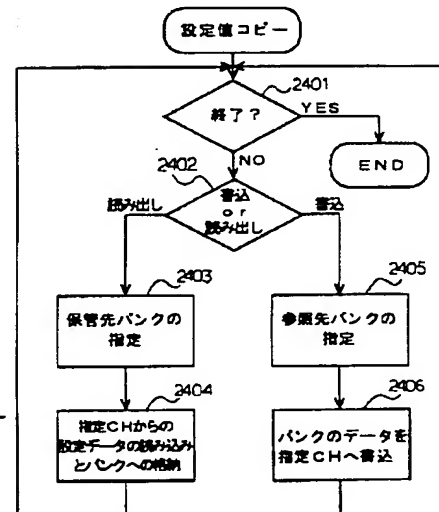 設定値コピー
2401
終了?
YES
END
NO
2402
書込
or
読み出し
読み出し
書込
2403
保管先バンクの
指定
2405
参照先バンクの
指定
2404
指定CHからの
設定データの読み込み
とバンクへの格納
2406
バンクのデータを
指定CHへ書込